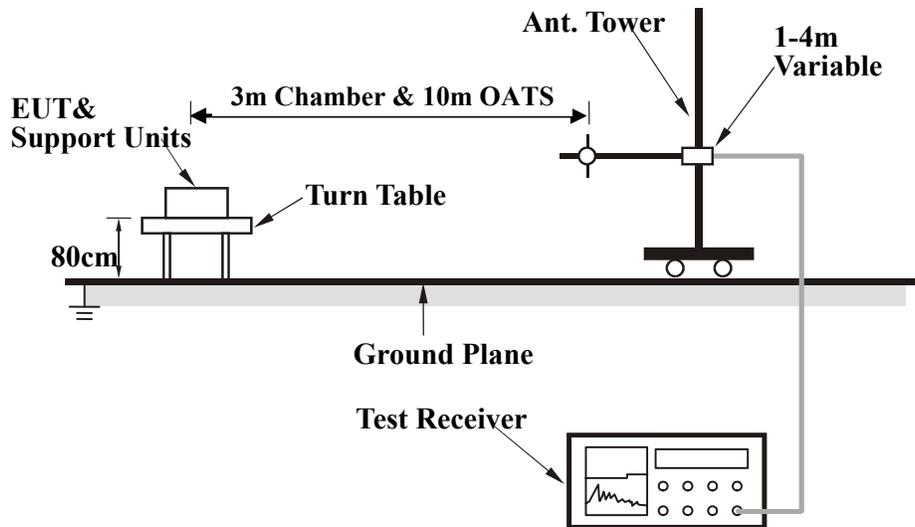 Ant. Tower
1-4m
Variable
3m Chamber & 10m OATS
EUT&
Support Units
Turn Table
80cm
Ground Plane
Test Receiver